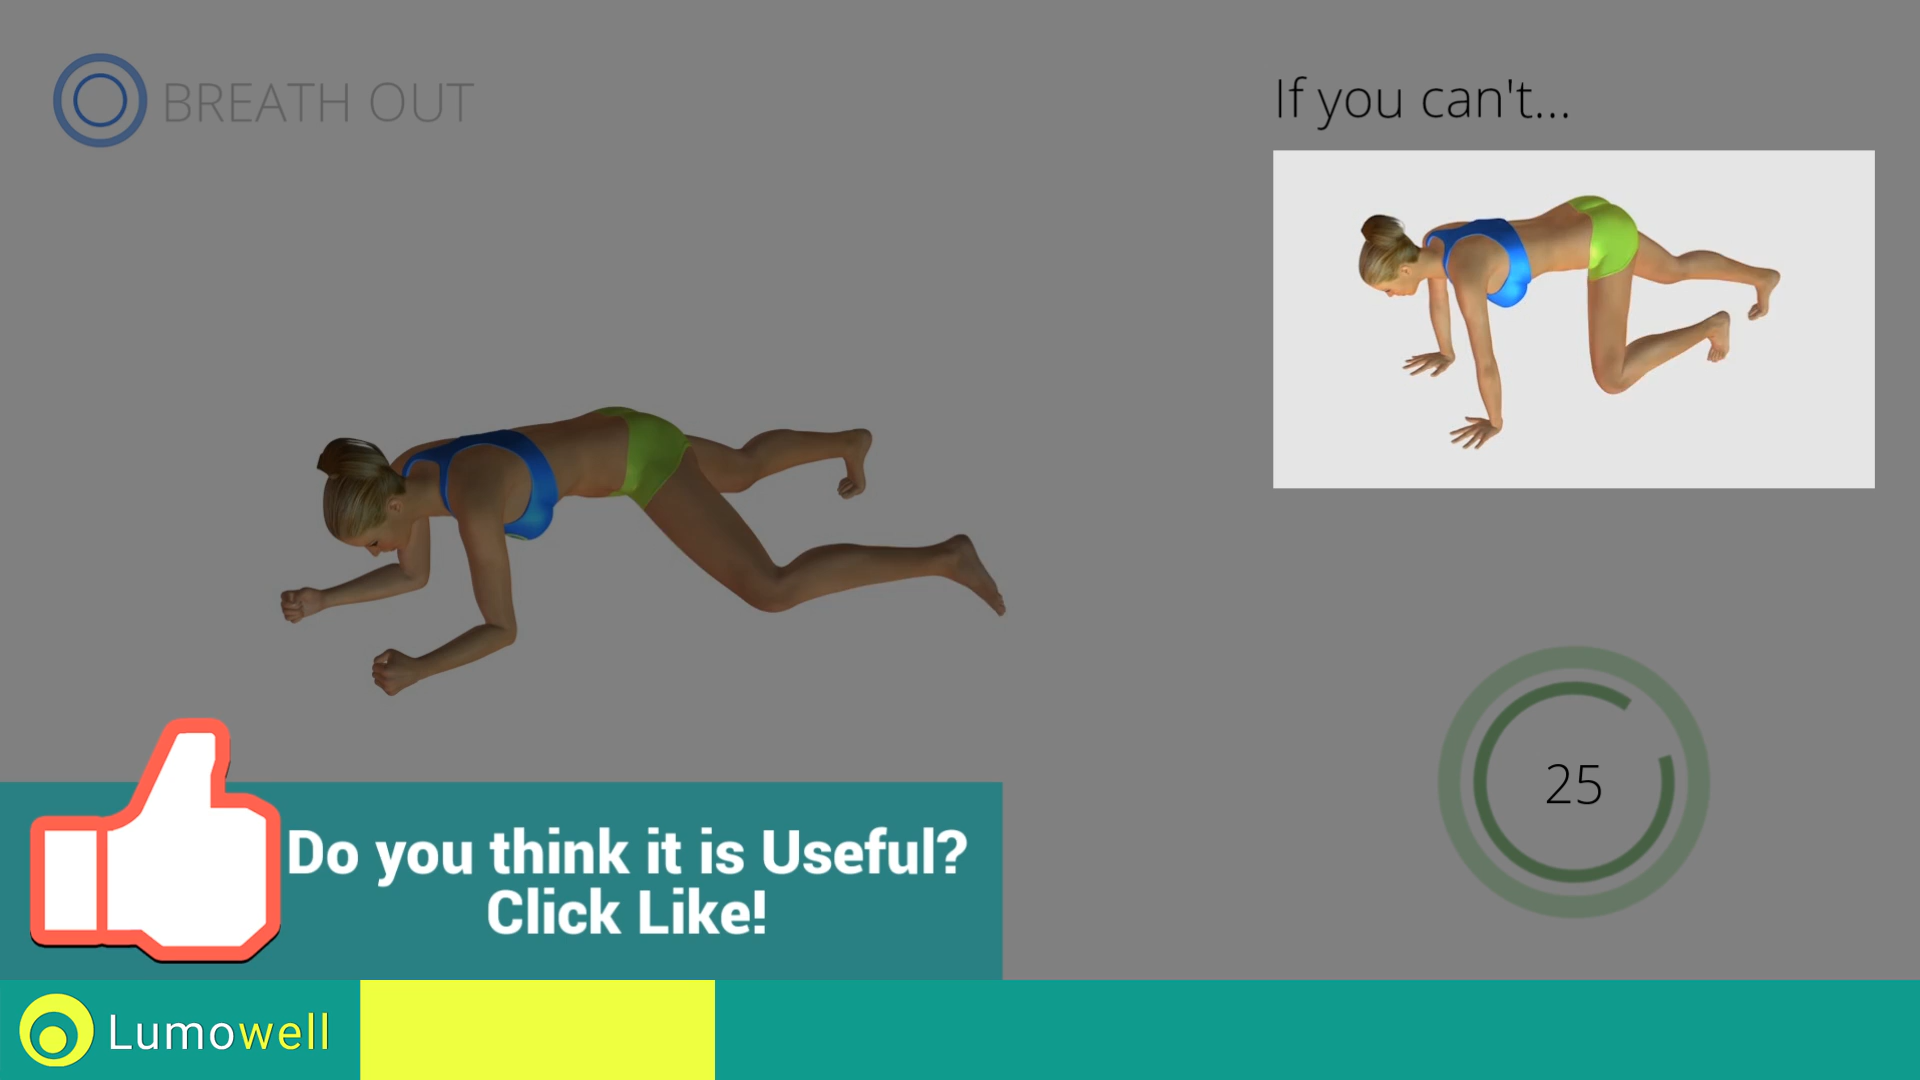 BREATH OUT
If you can't...
25
Do you think it is Useful?
Click Like!
Lumowell